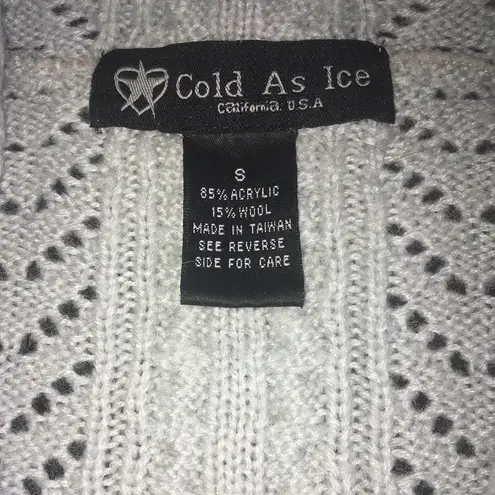 Cold As Ice
California. U.S.A
S
85% ACRYLIC
15% WOOL
MADE IN TAIWAN
SEE REVERSE
SIDE FOR CARE